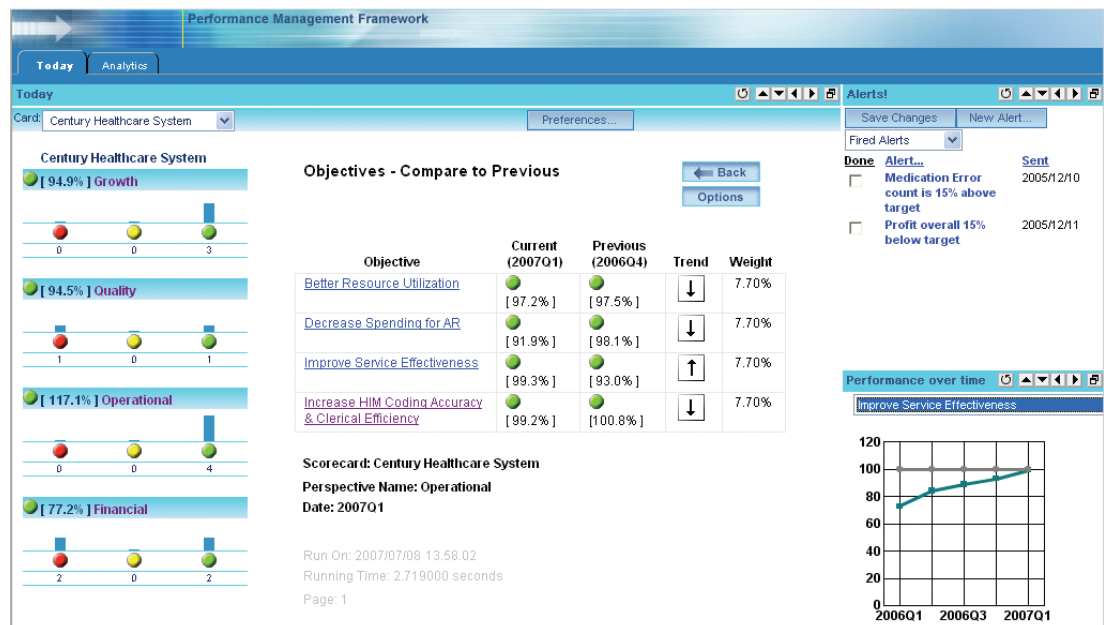 Performance Management Framework
Today
Analytics
Today
Card:
Century Healthcare System
Preferences...
Century Healthcare System
[ 94.9% ] Growth
0
0
3
[ 94.5% ] Quality
1
0
1
[ 117.1% ] Operational
0
0
4
[ 77.2% ] Financial
2
0
2
Objectives - Compare to Previous
Back
Options
Objective
Current
(2007Q1)
Previous
(2006Q4)
Trend
Weight
Better Resource Utilization
[ 97.2% ]
[ 97.5% ]
7.70%
Decrease Spending for AR
[ 91.9% ]
[ 98.1% ]
7.70%
Improve Service Effectiveness
[ 99.3% ]
[ 93.0% ]
7.70%
Increase HIM Coding Accuracy
& Clerical Efficiency
[ 99.2% ]
[100.8% ]
7.70%
Scorecard: Century Healthcare System
Perspective Name: Operational
Date: 2007Q1
Run On: 2007/07/08 13.58.02
Running Time: 2.719000 seconds
Page: 1
Alerts!
Save Changes
New Alert...
Fired Alerts
Done
Alert...
Sent
Medication Error
count is 15% above
target
2005/12/10
Profit overall 15%
below target
2005/12/11
Performance over time
Improve Service Effectiveness
120
100
80
60
40
20
0
2006Q1
2006Q3
2007Q1